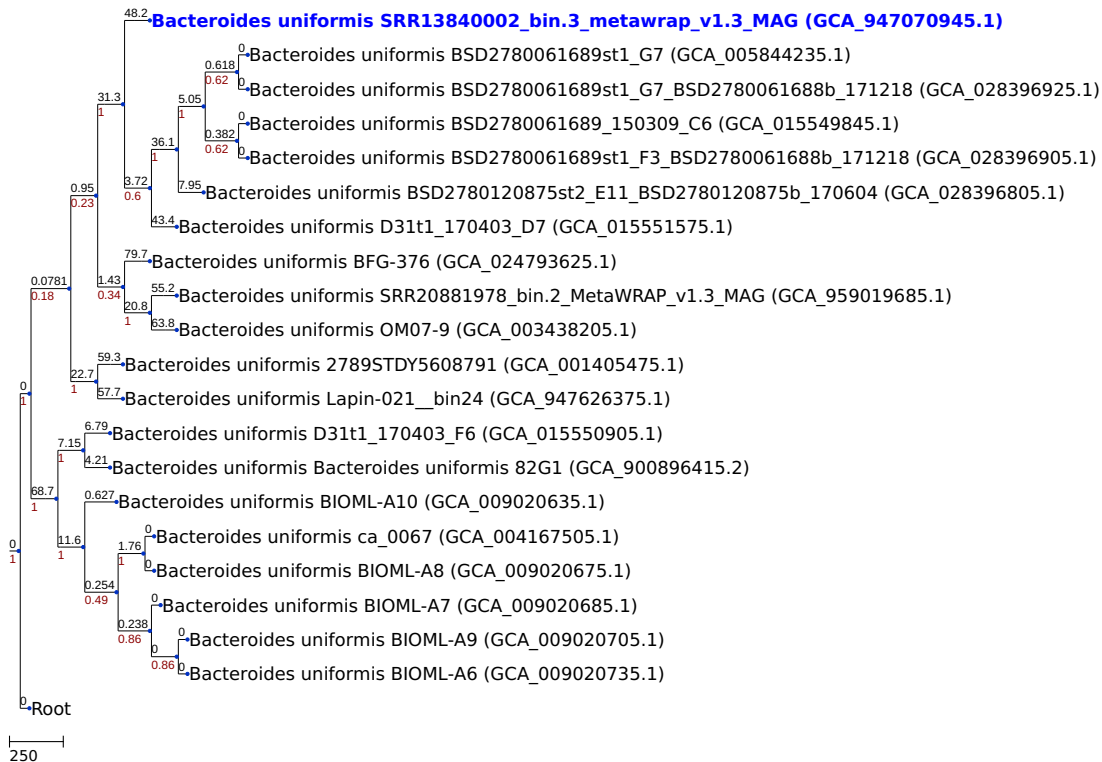 48.2
Bacteroides uniformis SRR13840002_bin.3_metawrap_v1.3_MAG (GCA_947070945.1)
0
Bacteroides uniformis BSD2780061689st1_G7 (GCA_005844235.1)
0.618
0.62
0
Bacteroides uniformis BSD2780061689st1_G7_BSD2780061688b_171218 (GCA_028396925.1)
31.3
1
5.05
1
0
Bacteroides uniformis BSD2780061689_150309_C6 (GCA_015549845.1)
0.382
0.62
36.1
1
0
Bacteroides uniformis BSD2780061689st1_F3_BSD2780061688b_171218 (GCA_028396905.1)
0.95
0.23
3.72
0.6
7.95
Bacteroides uniformis BSD2780120875st2_E11_BSD2780120875b_170604 (GCA_028396805.1)
43.4
Bacteroides uniformis D31t1_170403_D7 (GCA_015551575.1)
79.7
Bacteroides uniformis BFG-376 (GCA_024793625.1)
0.0781
0.18
1.43
0.34
55.2
Bacteroides uniformis SRR20881978_bin.2_MetaWRAP_v1.3_MAG (GCA_959019685.1)
20.8
1
63.8
Bacteroides uniformis OM07-9 (GCA_003438205.1)
59.3
Bacteroides uniformis 2789STDY5608791 (GCA_001405475.1)
22.7
1
0
1
57.7
Bacteroides uniformis Lapin-021__bin24 (GCA_947626375.1)
6.79
Bacteroides uniformis D31t1_170403_F6 (GCA_015550905.1)
7.15
1
4.21
Bacteroides uniformis Bacteroides uniformis 82G1 (GCA_900896415.2)
68.7
1
0.627
Bacteroides uniformis BIOML-A10 (GCA_009020635.1)
0
1
11.6
1
0
Bacteroides uniformis ca_0067 (GCA_004167505.1)
1.76
1
0
Bacteroides uniformis BIOML-A8 (GCA_009020675.1)
0.254
0.49
0
Bacteroides uniformis BIOML-A7 (GCA_009020685.1)
0.238
0.86
0
Bacteroides uniformis BIOML-A9 (GCA_009020705.1)
0
0.86
0
Bacteroides uniformis BIOML-A6 (GCA_009020735.1)
0
Root
250